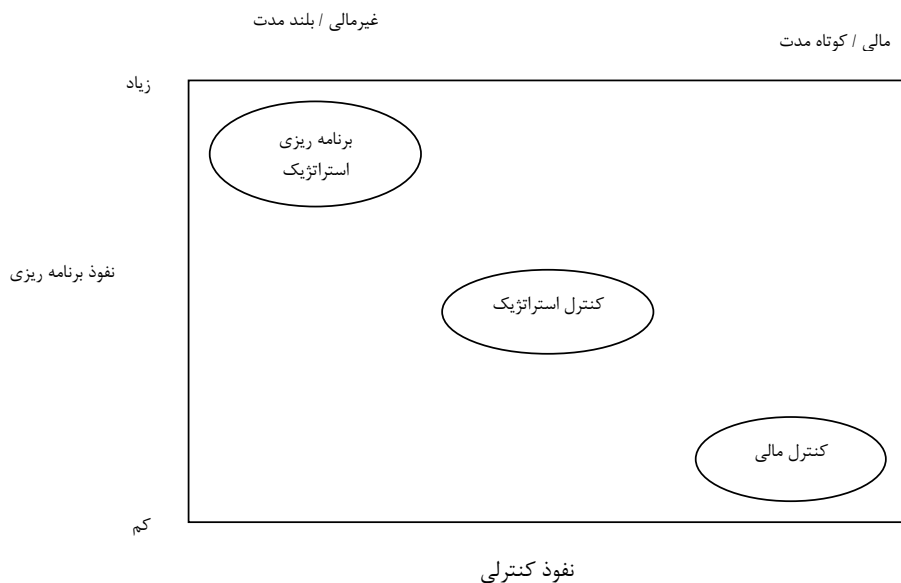 غیرمالی / بلند مدت
مالی / کوتاه مدت
زیاد
برنامه ریزی
استراتژیک
نفوذ برنامه ریزی
کنترل استراتژیک
کنترل مالی
کم
نفوذ کنترلی